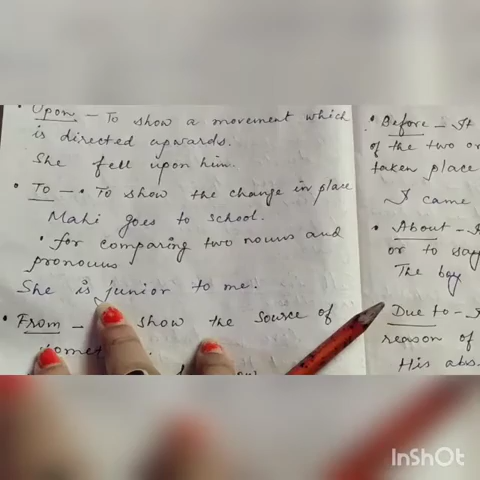 Upon - To show a movement which
is directed upwards.
She fell upon him.
• To - • To show the change in place
Mahi goes to school.
• for comparing two nouns and
pronouns
She is junior to me.
• From - show the source of
• Before - It
of the two or
taken place
I came
• About -
or to say
The boy
Due to -
reason of
His abs
InShOt